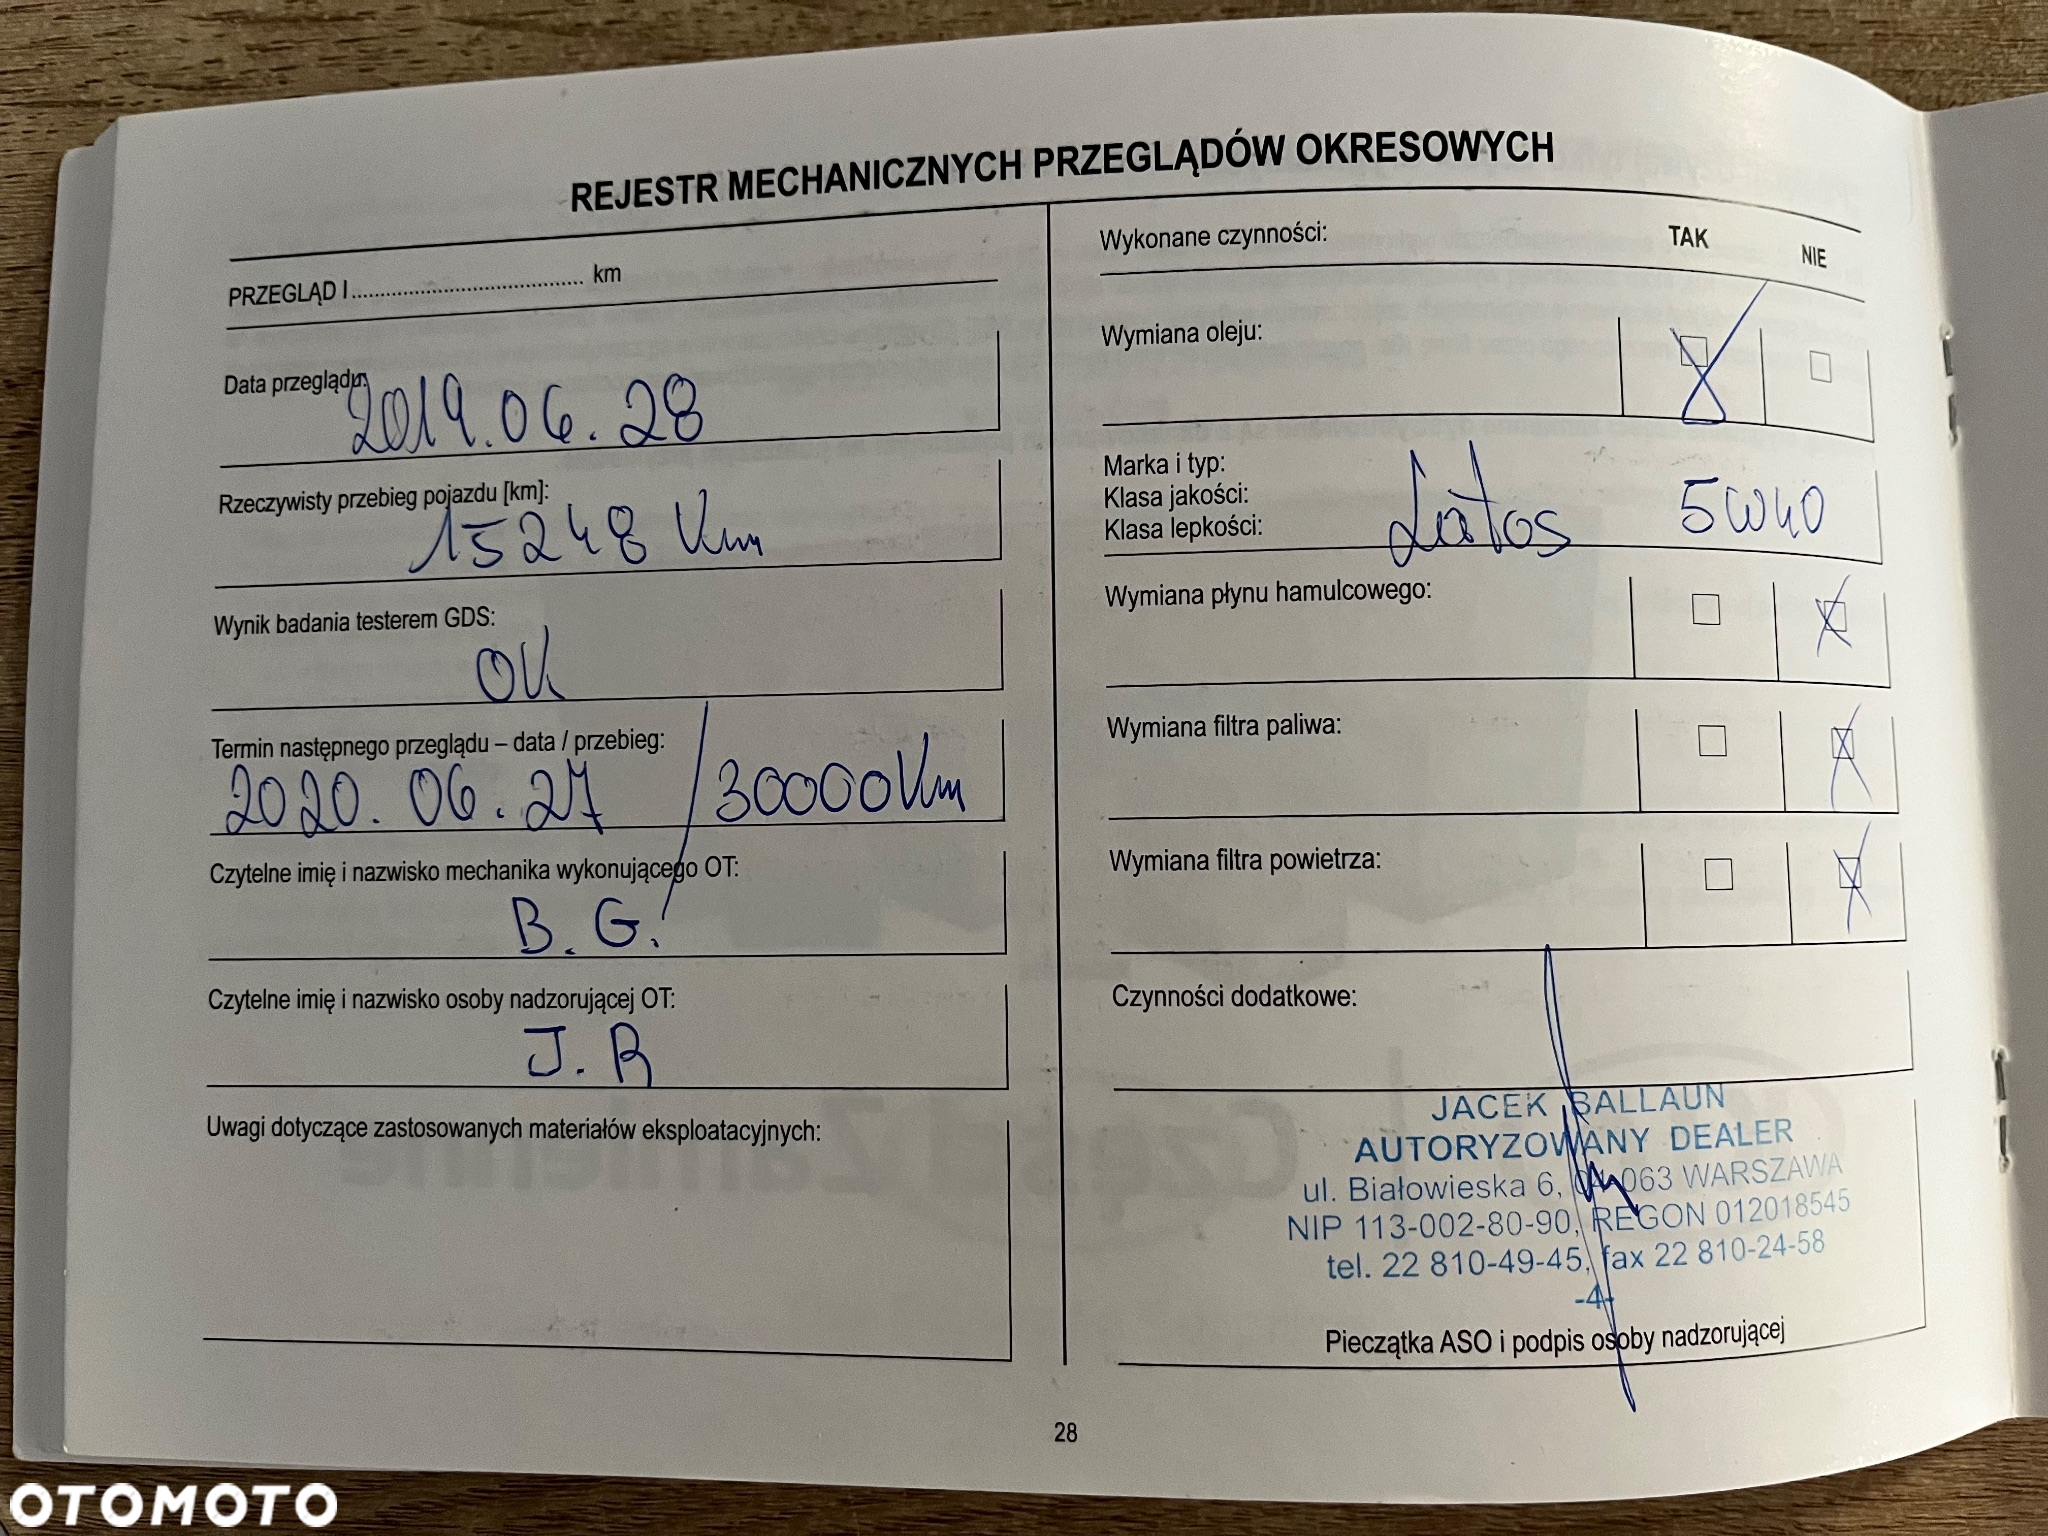 REJESTR MECHANICZNYCH PRZEGLĄDÓW OKRESOWYCH
PRZEGLĄD I........................................ km
Data przeglądu:
2019.06.28
Rzeczywisty przebieg pojazdu [km]:
15248 km
Wynik badania testerem GDS:
OK
Termin następnego przeglądu – data / przebieg:
2020.06.27 / 30000km
Czytelne imię i nazwisko mechanika wykonującego OT:
B.G.
Czytelne imię i nazwisko osoby nadzorującej OT:
J.R
Uwagi dotyczące zastosowanych materiałów eksploatacyjnych:
Wykonane czynności: TAK NIE
Wymiana oleju:
Marka i typ:
Klasa jakości:
Klasa lepkości:
Lotos 5W40
Wymiana płynu hamulcowego:
Wymiana filtra paliwa:
Wymiana filtra powietrza:
Czynności dodatkowe:
JACEK BALLAUN
AUTORYZOWANY DEALER
ul. Białowieska 6, 04-063 WARSZAWA
NIP 113-002-80-90, REGON 012018545
tel. 22 810-49-45, fax 22 810-24-58
-4-
Pieczątka ASO i podpis osoby nadzorującej
28
OTOMOTO